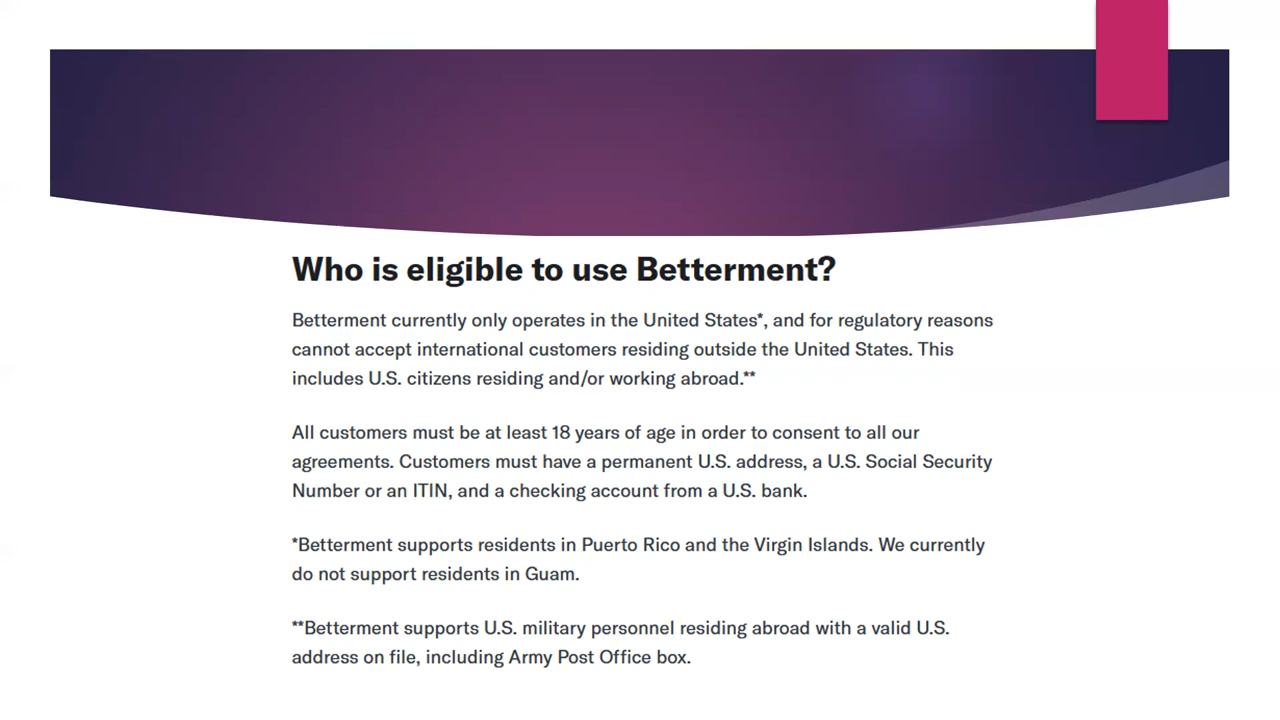 Who is eligible to use Betterment?
Betterment currently only operates in the United States*, and for regulatory reasons
cannot accept international customers residing outside the United States. This
includes U.S. citizens residing and/or working abroad.**
All customers must be at least 18 years of age in order to consent to all our
agreements. Customers must have a permanent U.S. address, a U.S. Social Security
Number or an ITIN, and a checking account from a U.S. bank.
*Betterment supports residents in Puerto Rico and the Virgin Islands. We currently
do not support residents in Guam.
**Betterment supports U.S. military personnel residing abroad with a valid U.S.
address on file, including Army Post Office box.